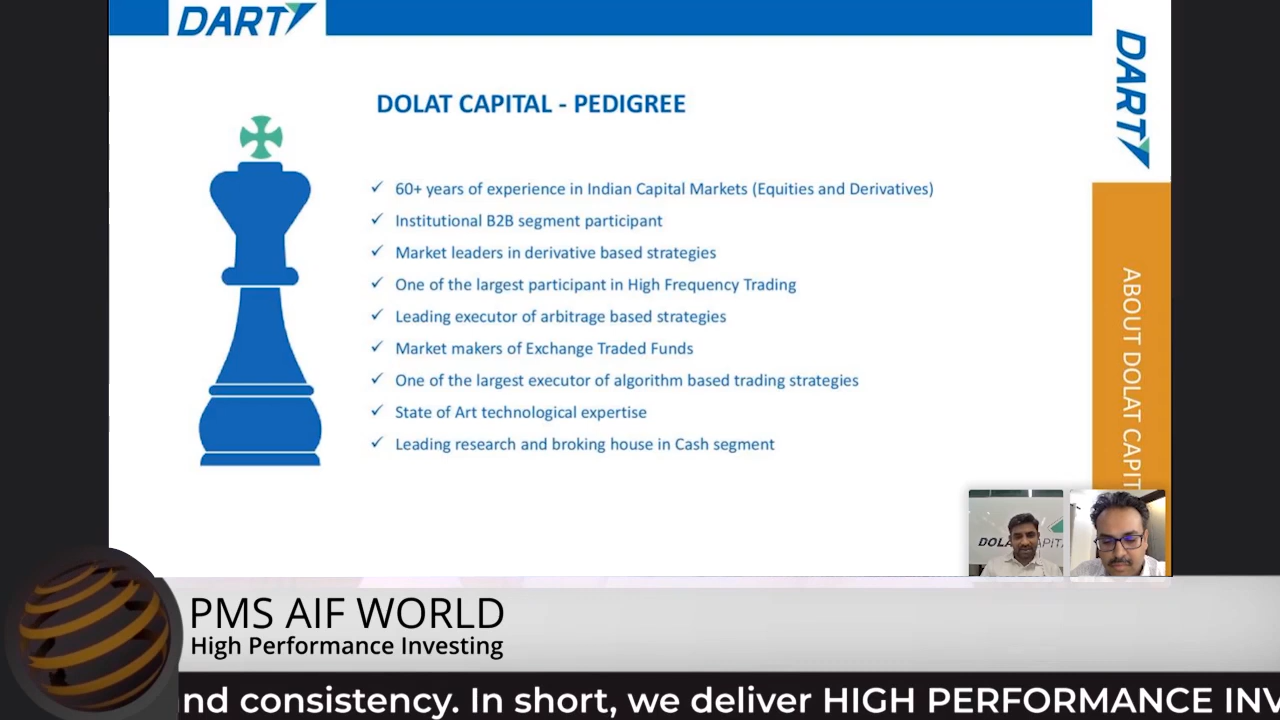 DART
DART
DOLAT CAPITAL - PEDIGREE
✓ 60+ years of experience in Indian Capital Markets (Equities and Derivatives)
✓ Institutional B2B segment participant
✓ Market leaders in derivative based strategies
✓ One of the largest participant in High Frequency Trading
✓ Leading executor of arbitrage based strategies
✓ Market makers of Exchange Traded Funds
✓ One of the largest executor of algorithm based trading strategies
✓ State of Art technological expertise
✓ Leading research and broking house in Cash segment
ABOUT DOLAT CAPIT
PMS AIF WORLD
High Performance Investing
nd consistency. In short, we deliver HIGH PERFORMANCE INV